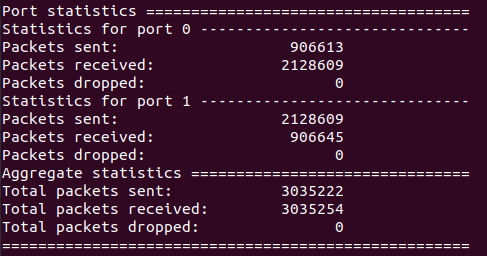 Port statistics ====================================
Statistics for port 0 ------------------------------
Packets sent:                   906613
Packets received:              2128609
Packets dropped:                     0
Statistics for port 1 ------------------------------
Packets sent:                  2128609
Packets received:               906645
Packets dropped:                     0
Aggregate statistics ===============================
Total packets sent:            3035222
Total packets received:        3035254
Total packets dropped:               0
====================================================